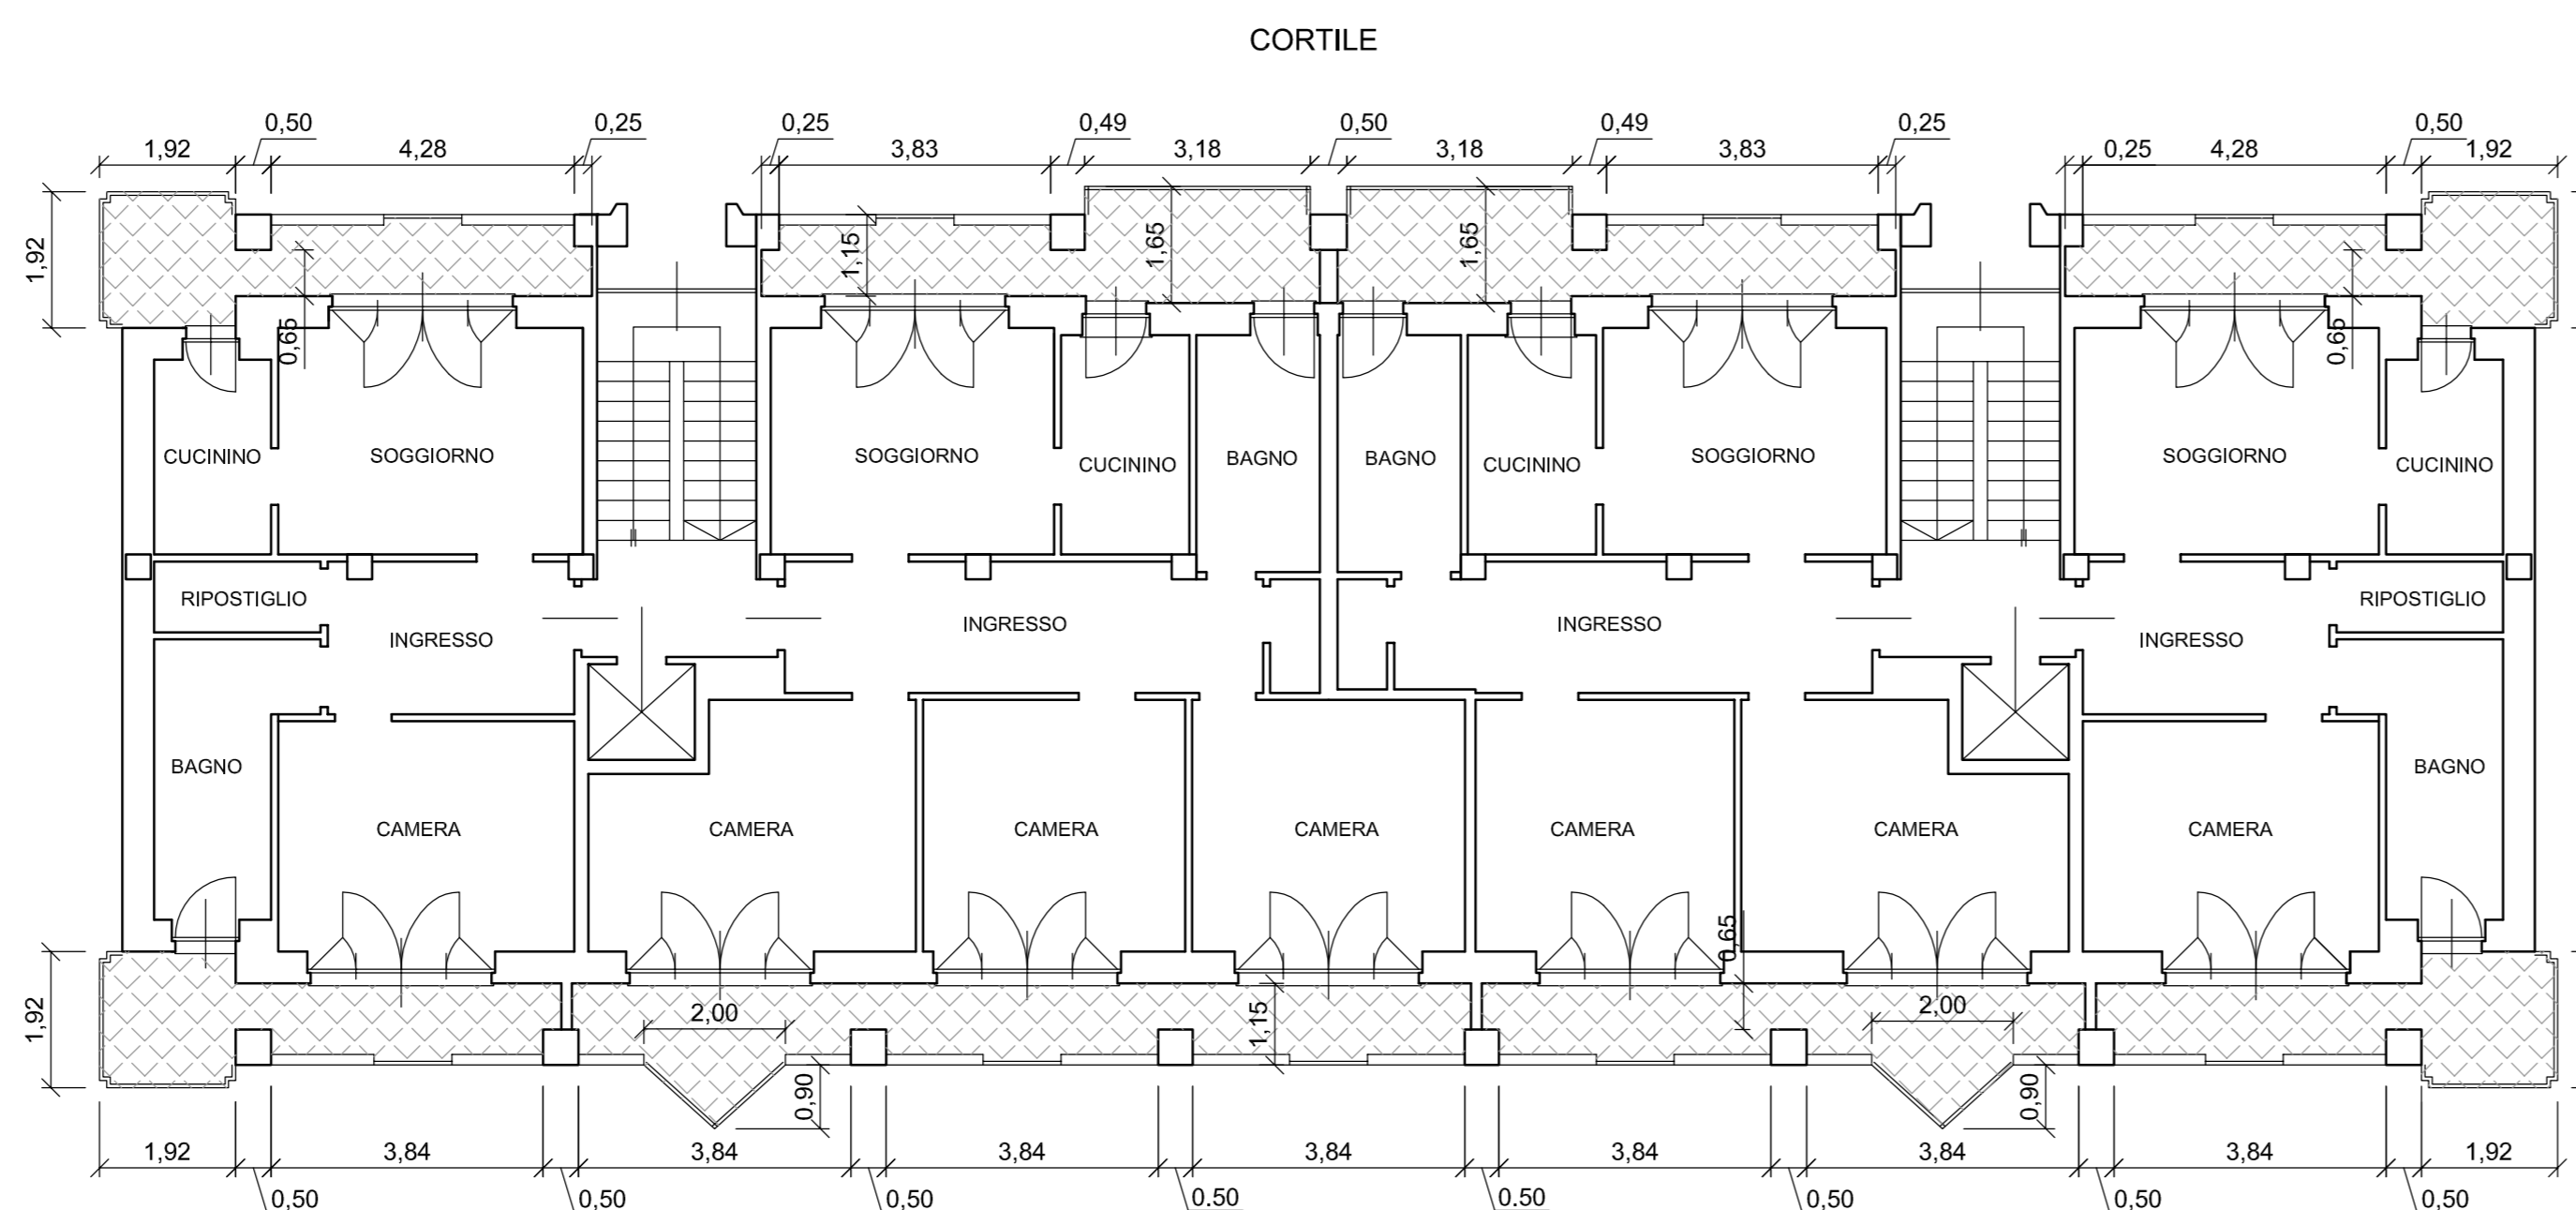 CORTILE
0,50 0,25 0,25 0,49 0,50 0,49 0,25 0,50
1,92 4,28 3,83 3,18 3,18 3,83 0,25 4,28 1,92
1,92 1,15 1,65 1,65
0,65 0,65
CUCININO SOGGIORNO SOGGIORNO CUCININO BAGNO BAGNO CUCININO SOGGIORNO SOGGIORNO CUCININO
RIPOSTIGLIO RIPOSTIGLIO
INGRESSO INGRESSO INGRESSO INGRESSO
BAGNO BAGNO
CAMERA CAMERA CAMERA CAMERA CAMERA CAMERA CAMERA
0,65
1,92 2,00 1,15 2,00
0,90 0,90
1,92 3,84 3,84 3,84 3,84 3,84 3,84 3,84 1,92
0,50 0,50 0,50 0.50 0.50 0,50 0,50 0,50